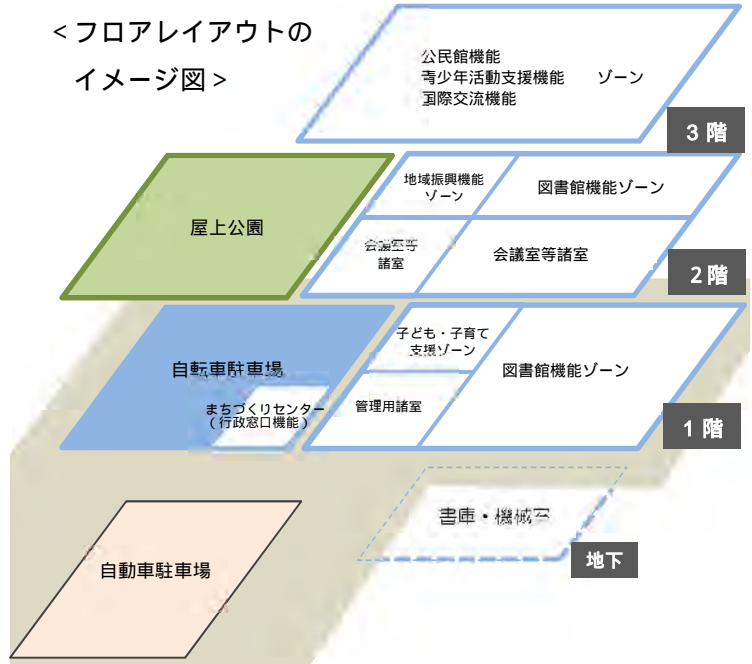 <フロアレイアウトの
イメージ図>
公民館機能
青少年活動支援機能 ゾーン
国際交流機能
3階
地域振興機能
ゾーン
図書館機能ゾーン
屋上公園
会議室等
諸室
会議室等諸室
2階
子ども・子育て
支援ゾーン
自転車駐車場
図書館機能ゾーン
まちづくりセンター
(行政窓口機能)
管理用諸室
1階
書庫・機械室
地下
自動車駐車場